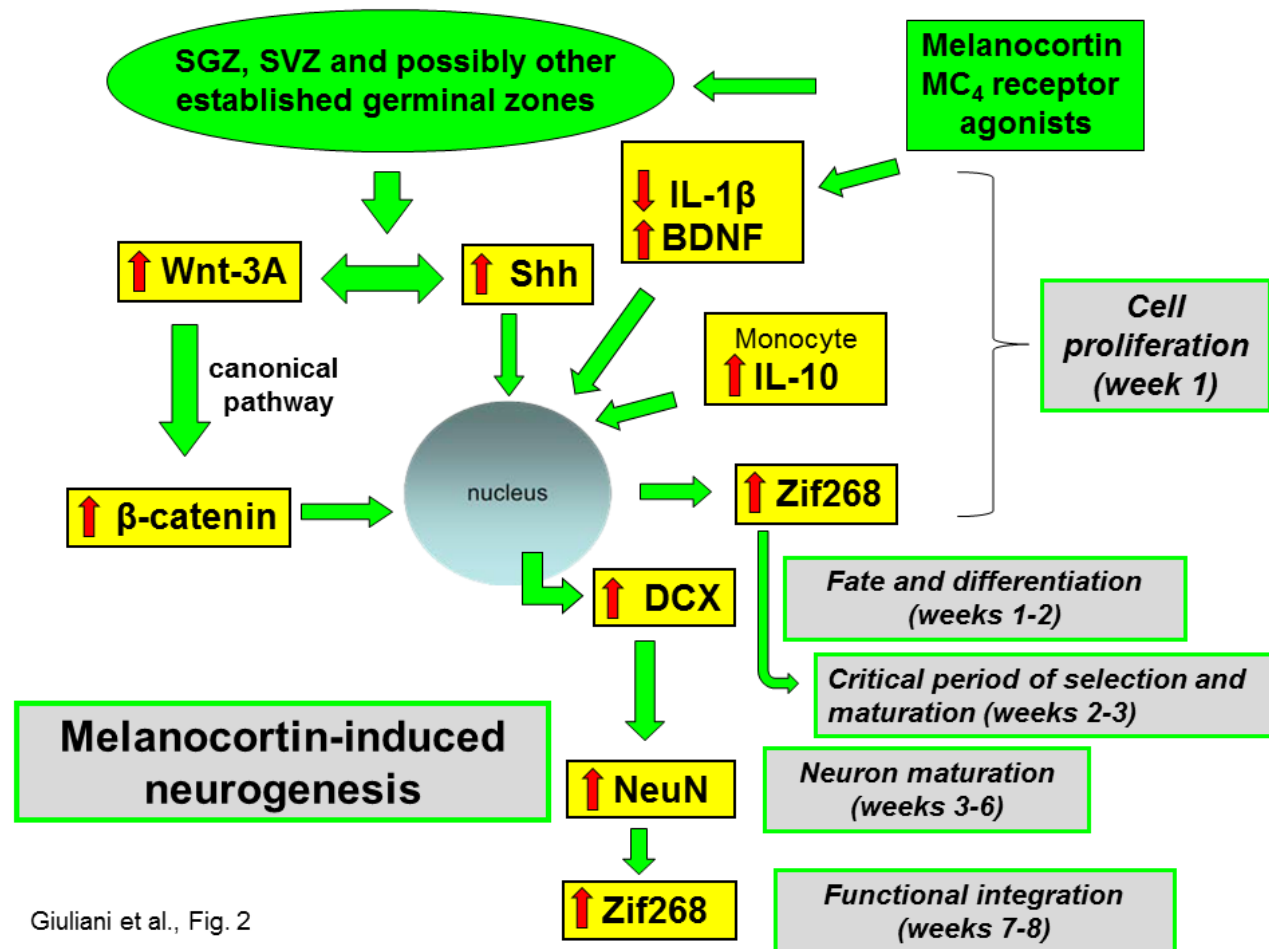 SGZ, SVZ and possibly other
established germinal zones
Melanocortin
MC₄ receptor
agonists
IL-1β
BDNF
Wnt-3A
Shh
Monocyte
IL-10
Cell
proliferation
(week 1)
canonical
pathway
nucleus
β-catenin
Zif268
DCX
Fate and differentiation
(weeks 1-2)
Critical period of selection and
maturation (weeks 2-3)
Melanocortin-induced
neurogenesis
NeuN
Neuron maturation
(weeks 3-6)
Zif268
Functional integration
(weeks 7-8)
Giuliani et al., Fig. 2